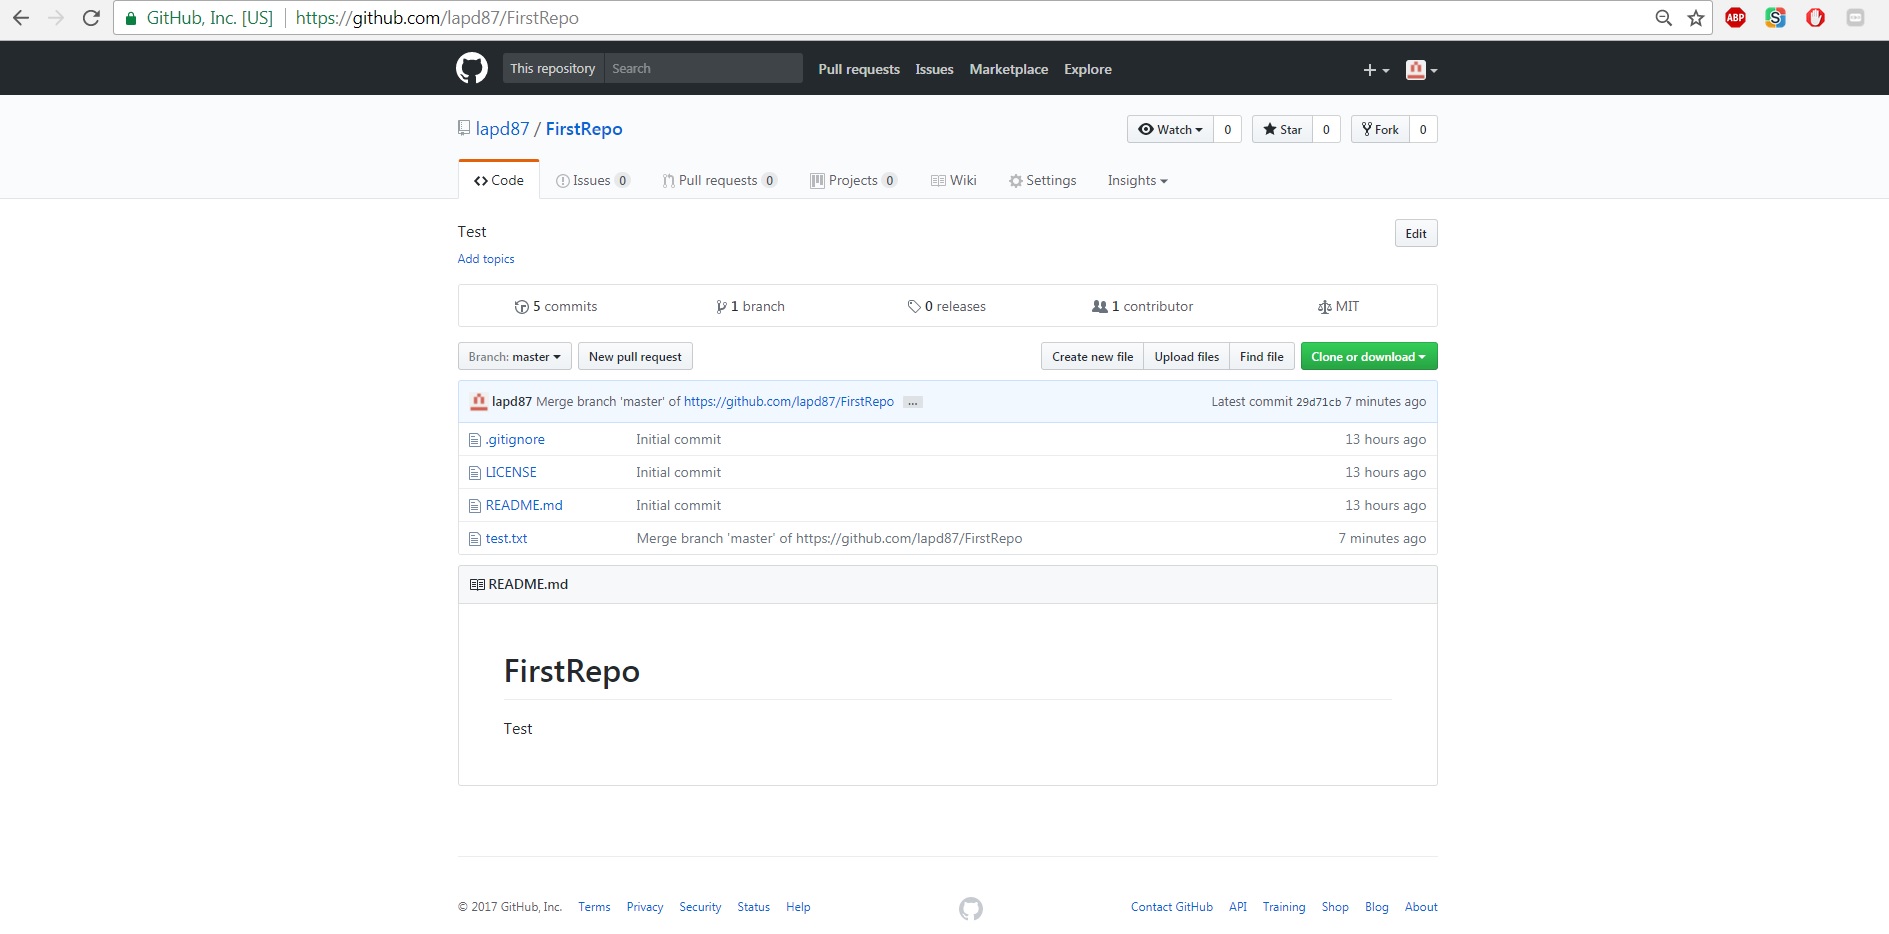 GitHub, Inc. [US] https://github.com/lapd87/FirstRepo
ABP S
This repository Search Pull requests Issues Marketplace Explore
lapd87 / FirstRepo Watch 0 Star 0 Fork 0
Code Issues 0 Pull requests 0 Projects 0 Wiki Settings Insights
Test Edit
Add topics
5 commits 1 branch 0 releases 1 contributor MIT
Branch: master New pull request Create new file Upload files Find file Clone or download
lapd87 Merge branch 'master' of https://github.com/lapd87/FirstRepo ... Latest commit 29d71cb 7 minutes ago
.gitignore Initial commit 13 hours ago
LICENSE Initial commit 13 hours ago
README.md Initial commit 13 hours ago
test.txt Merge branch 'master' of https://github.com/lapd87/FirstRepo 7 minutes ago
README.md
FirstRepo
Test
© 2017 GitHub, Inc. Terms Privacy Security Status Help Contact GitHub API Training Shop Blog About